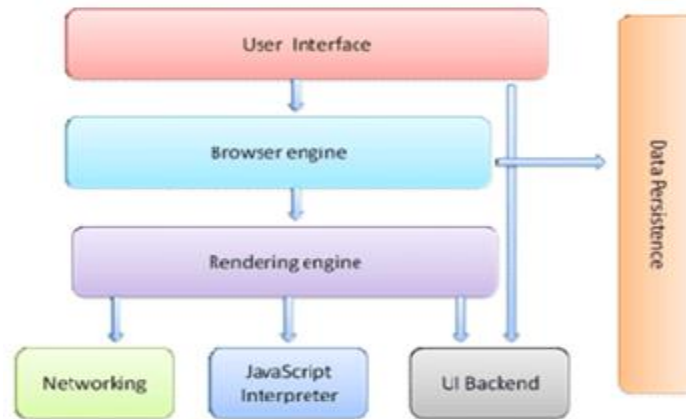 User Interface
Browser engine
Rendering engine
Networking
JavaScript
Interpreter
UI Backend
Data Persistence